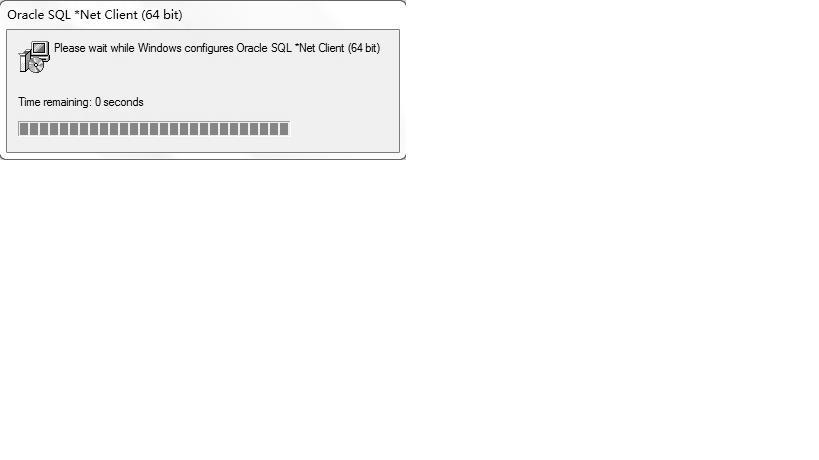 Oracle SQL *Net Client (64 bit)
Please wait while Windows configures Oracle SQL *Net Client (64 bit)
Time remaining: 0 seconds